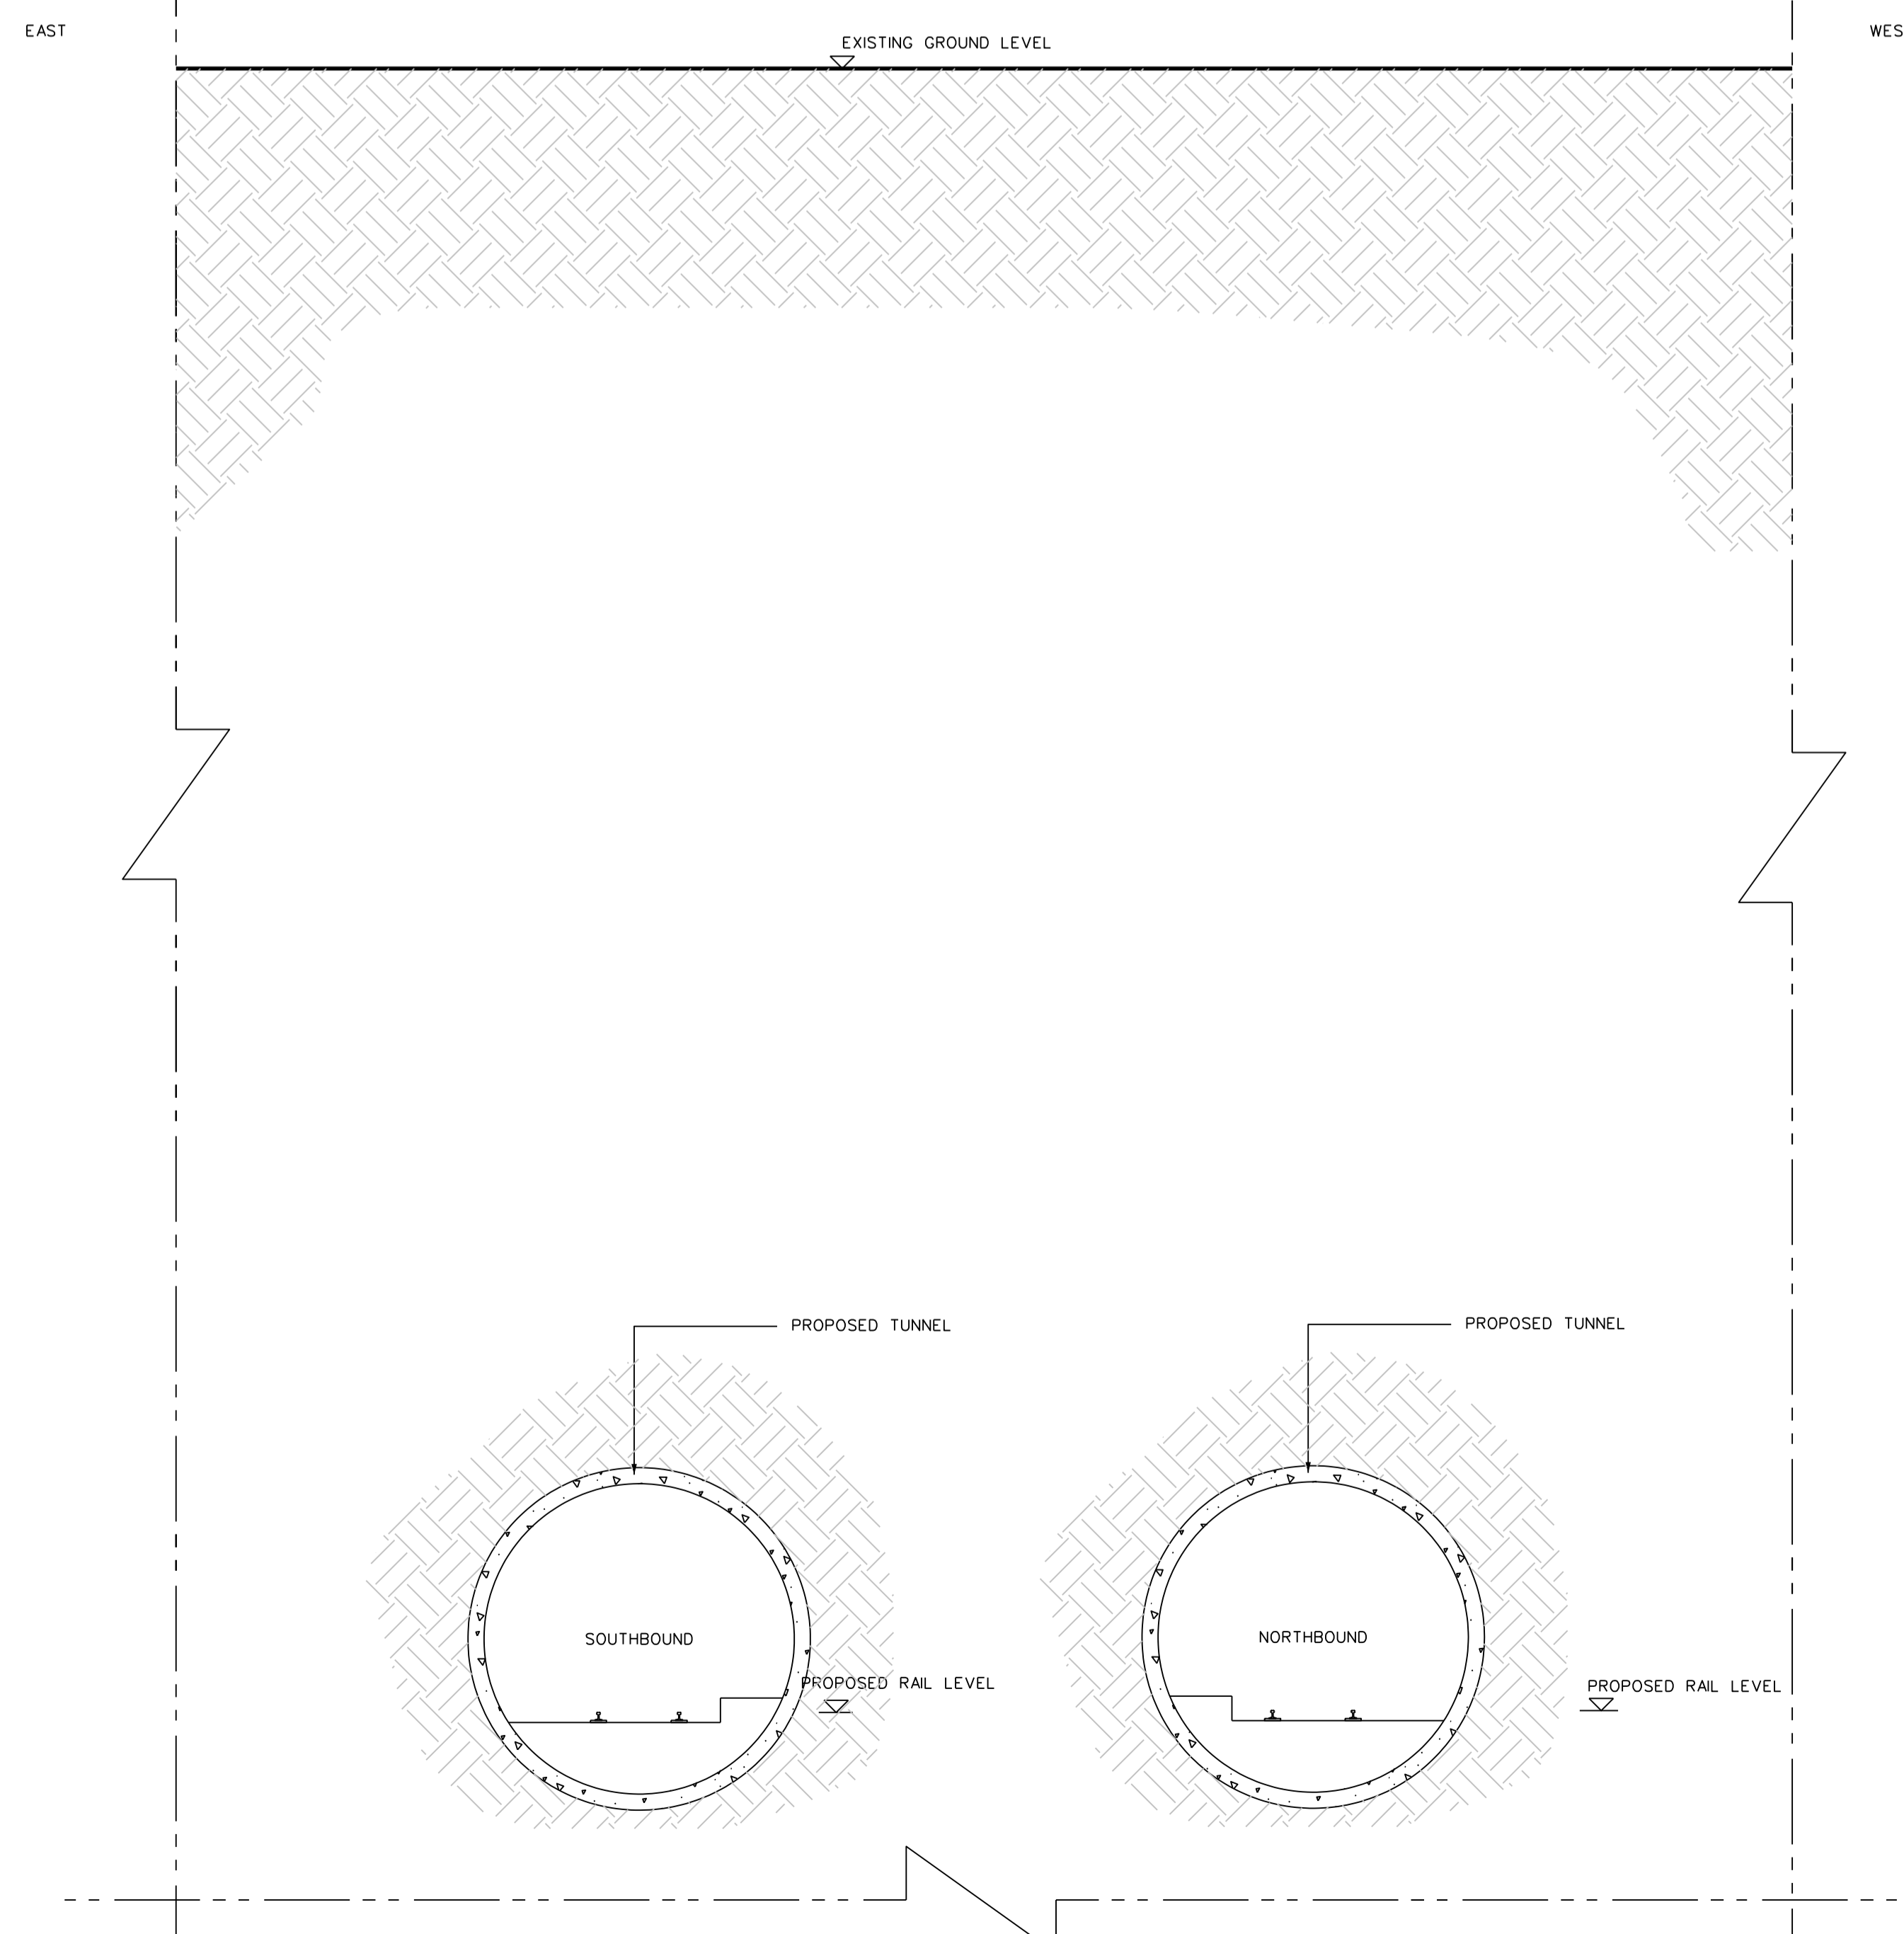 EAST
WES
EXISTING GROUND LEVEL
PROPOSED TUNNEL
PROPOSED TUNNEL
SOUTHBOUND
NORTHBOUND
PROPOSED RAIL LEVEL
PROPOSED RAIL LEVEL